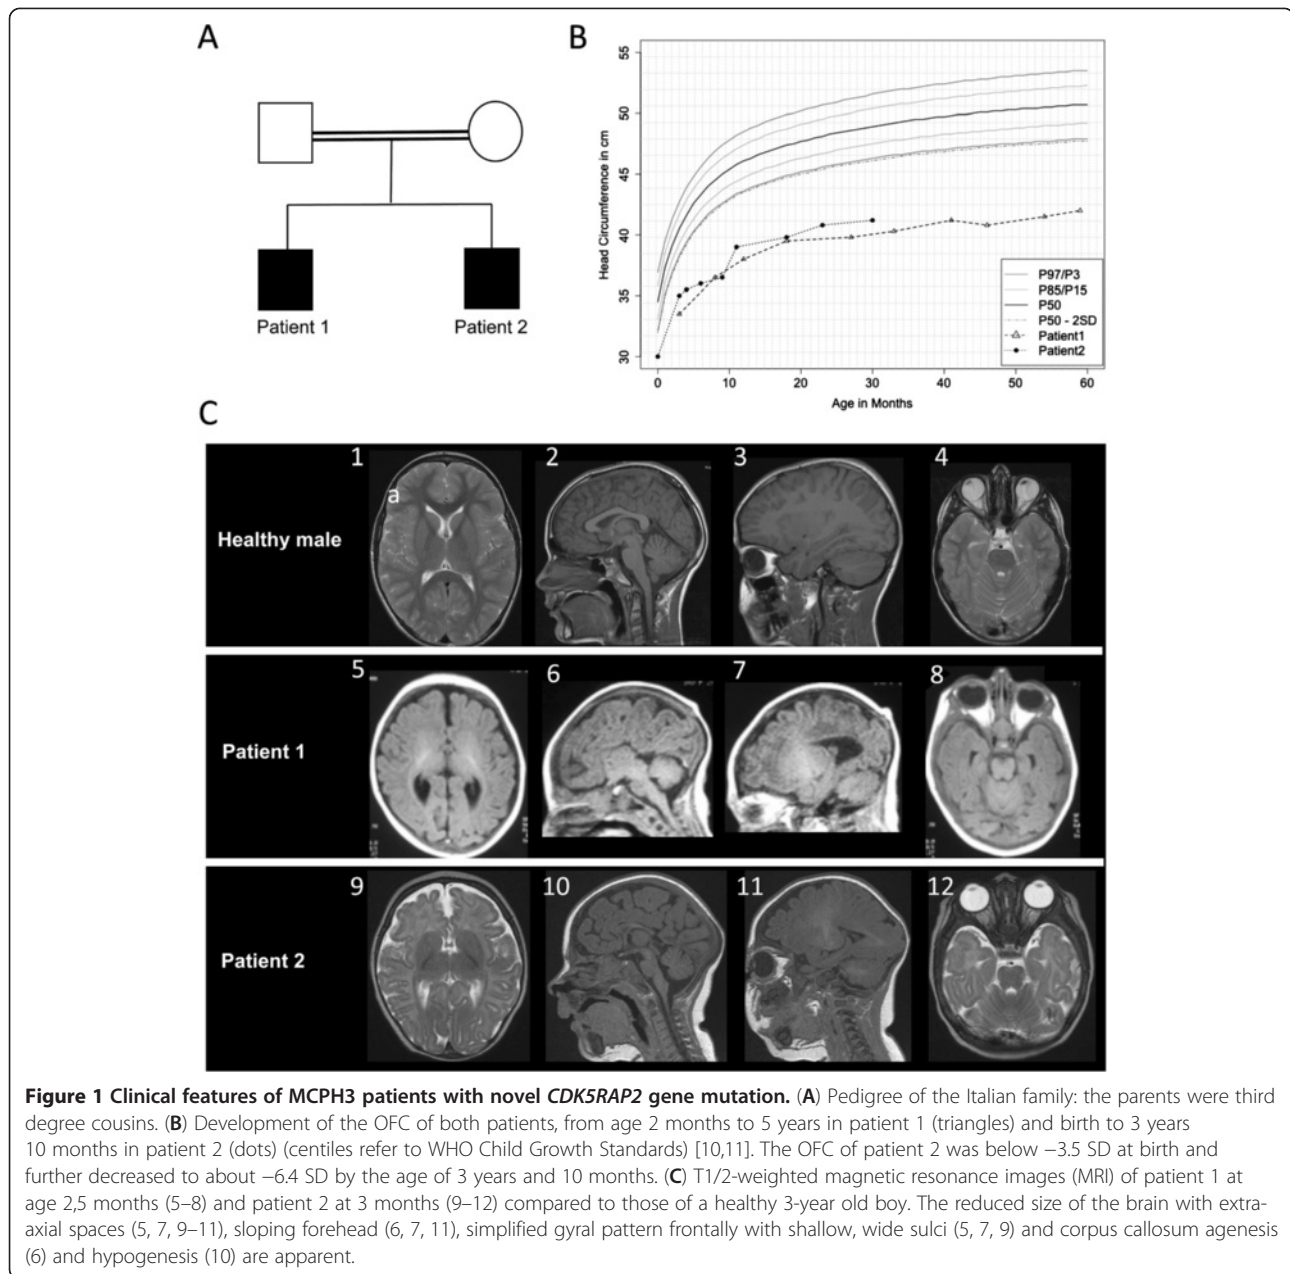 A
Patient 1
Patient 2
B
Head Circumference in cm
55
50
45
40
35
30
0
10
20
30
40
50
60
Age in Months
P97/P3
P85/P15
P50
P50 - 2SD
Patient1
Patient2
C
Healthy male
1
a
2
3
4
Patient 1
5
6
7
8
Patient 2
9
10
11
12
Figure 1 Clinical features of MCPH3 patients with novel CDK5RAP2 gene mutation. (A) Pedigree of the Italian family: the parents were third
degree cousins. (B) Development of the OFC of both patients, from age 2 months to 5 years in patient 1 (triangles) and birth to 3 years
10 months in patient 2 (dots) (centiles refer to WHO Child Growth Standards) [10,11]. The OFC of patient 2 was below −3.5 SD at birth and
further decreased to about −6.4 SD by the age of 3 years and 10 months. (C) T1/2-weighted magnetic resonance images (MRI) of patient 1 at
age 2,5 months (5–8) and patient 2 at 3 months (9–12) compared to those of a healthy 3-year old boy. The reduced size of the brain with extra-
axial spaces (5, 7, 9–11), sloping forehead (6, 7, 11), simplified gyral pattern frontally with shallow, wide sulci (5, 7, 9) and corpus callosum agenesis
(6) and hypogenesis (10) are apparent.